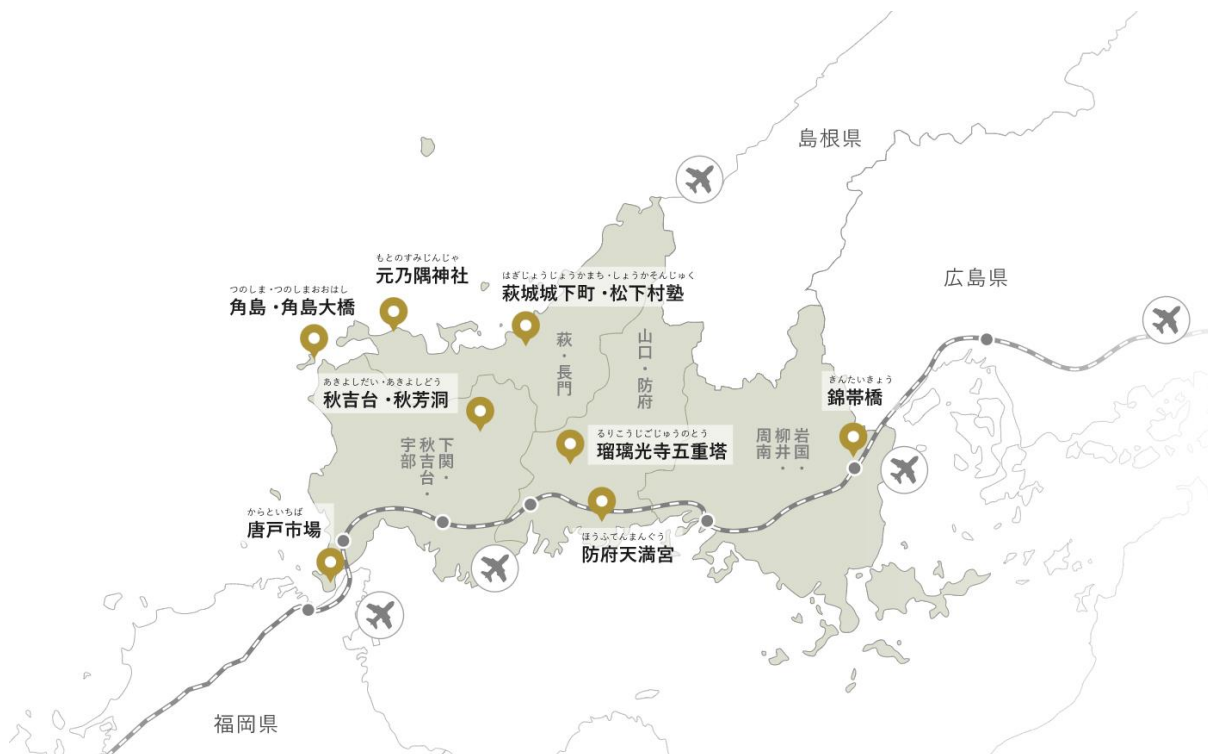 島根県
もとのすみじんじゃ
元乃隅神社
はぎじょうじょうかまち・しょうかそんじゅく
萩城城下町・松下村塾
広島県
つのしま・つのしまおおはし
角島・角島大橋
萩・長門
山口・防府
あきよしだい・あきよしどう
秋吉台・秋芳洞
きんたいきょう
錦帯橋
るりこうじごじゅうのとう
瑠璃光寺五重塔
下関・
秋吉台・
宇部
岩国・
柳井・
周南
からといちば
唐戸市場
ほうふてんまんぐう
防府天満宮
福岡県